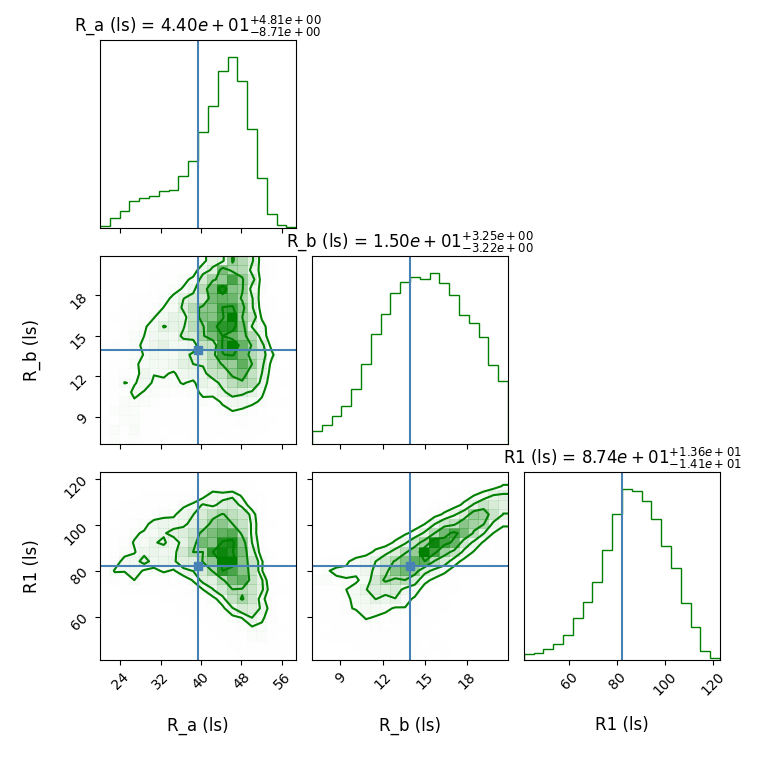 R_a (ls) = 4.40e+01+4.81e+00−8.71e+00
R_b (ls) = 1.50e+01+3.25e+00−3.22e+00
R_b (ls)
18
15
12
9
R1 (ls) = 8.74e+01+1.36e+01−1.41e+01
R1 (ls)
120
100
80
60
24 32 40 48 56
9 12 15 18
60 80 100 120
R_a (ls)
R_b (ls)
R1 (ls)